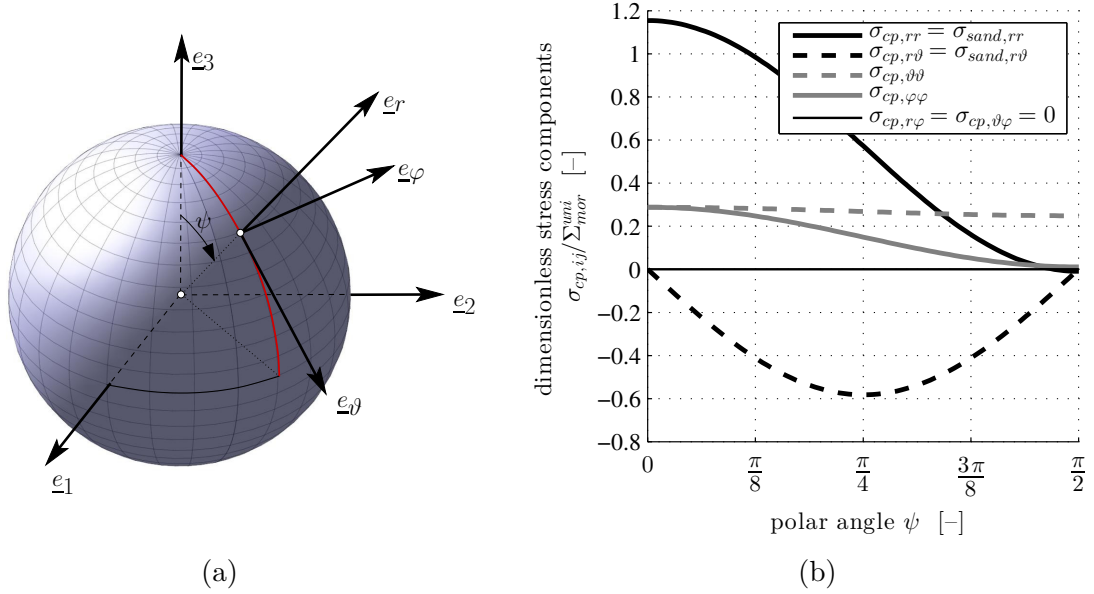 e3
er
eφ
ψ
e2
eϑ
e1
(a)
dimensionless stress components
σcp,ij/Σ^uni_mor [–]
1.2
1
0.8
0.6
0.4
0.2
0
−0.2
−0.4
−0.6
−0.8
σcp,rr = σsand,rr
σcp,rϑ = σsand,rϑ
σcp,ϑϑ
σcp,φφ
σcp,rφ = σcp,ϑφ = 0
0 π/8 π/4 3π/8 π/2
polar angle ψ [–]
(b)